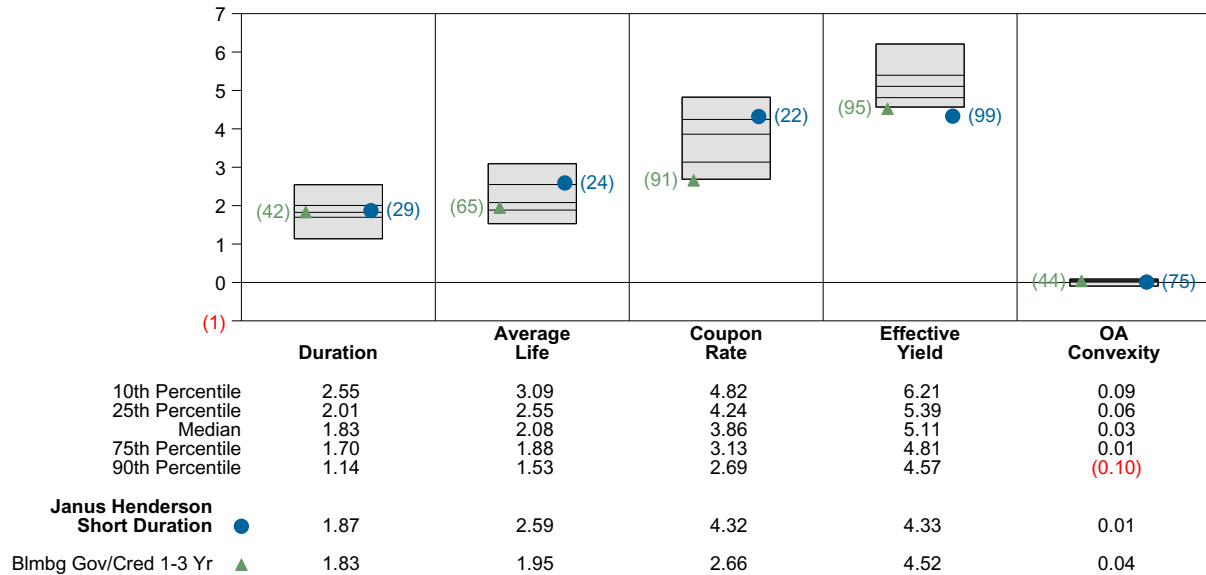 7
6
5
4
3
2
1
0
(1)
(42)
(29)
(65)
(24)
(91)
(22)
(95)
(99)
(44)
(75)
Duration
Average
Life
Coupon
Rate
Effective
Yield
OA
Convexity
10th Percentile 2.55 3.09 4.82 6.21 0.09
25th Percentile 2.01 2.55 4.24 5.39 0.06
Median 1.83 2.08 3.86 5.11 0.03
75th Percentile 1.70 1.88 3.13 4.81 0.01
90th Percentile 1.14 1.53 2.69 4.57 (0.10)
Janus Henderson
Short Duration 1.87 2.59 4.32 4.33 0.01
Blmbg Gov/Cred 1-3 Yr 1.83 1.95 2.66 4.52 0.04